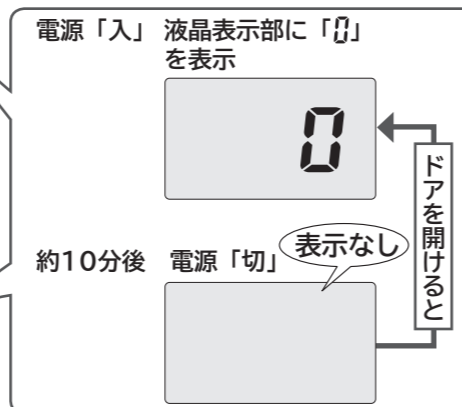 電源「入」 液晶表示部に「0」
を表示
0
ドアを開けると
約10分後 電源「切」
表示なし